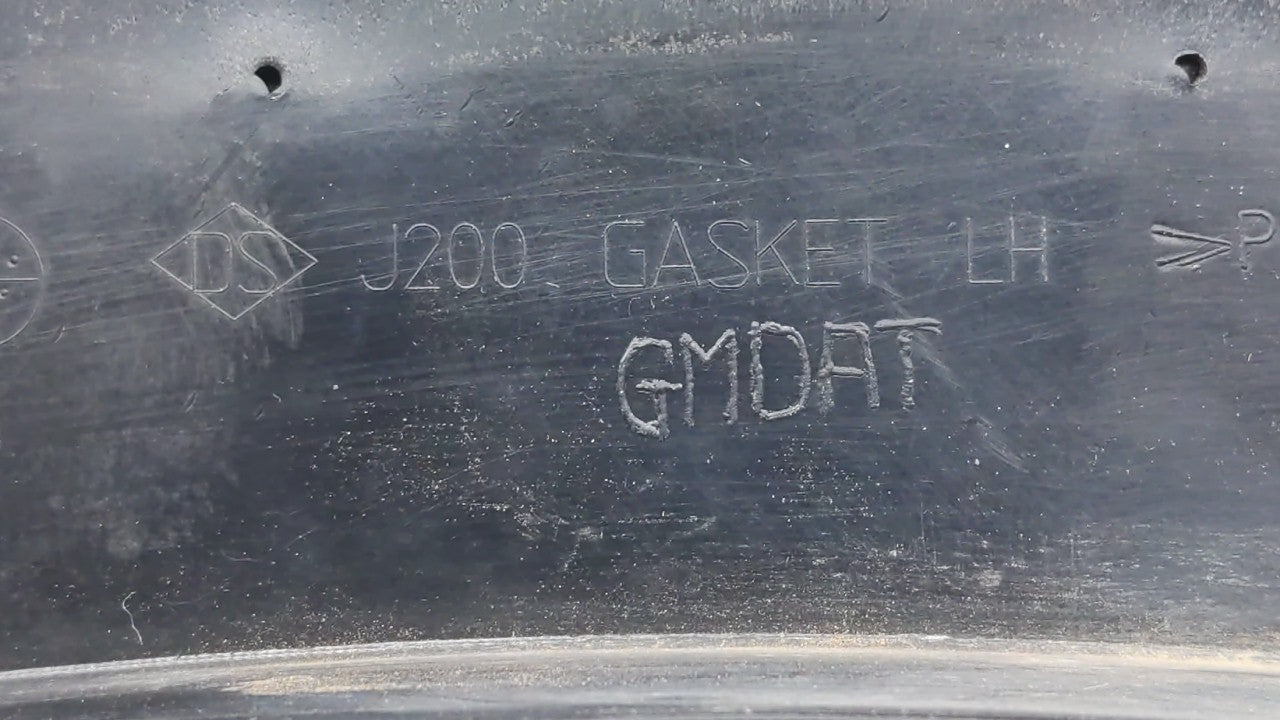 DS J200 GASKET LH >P
GMDAT